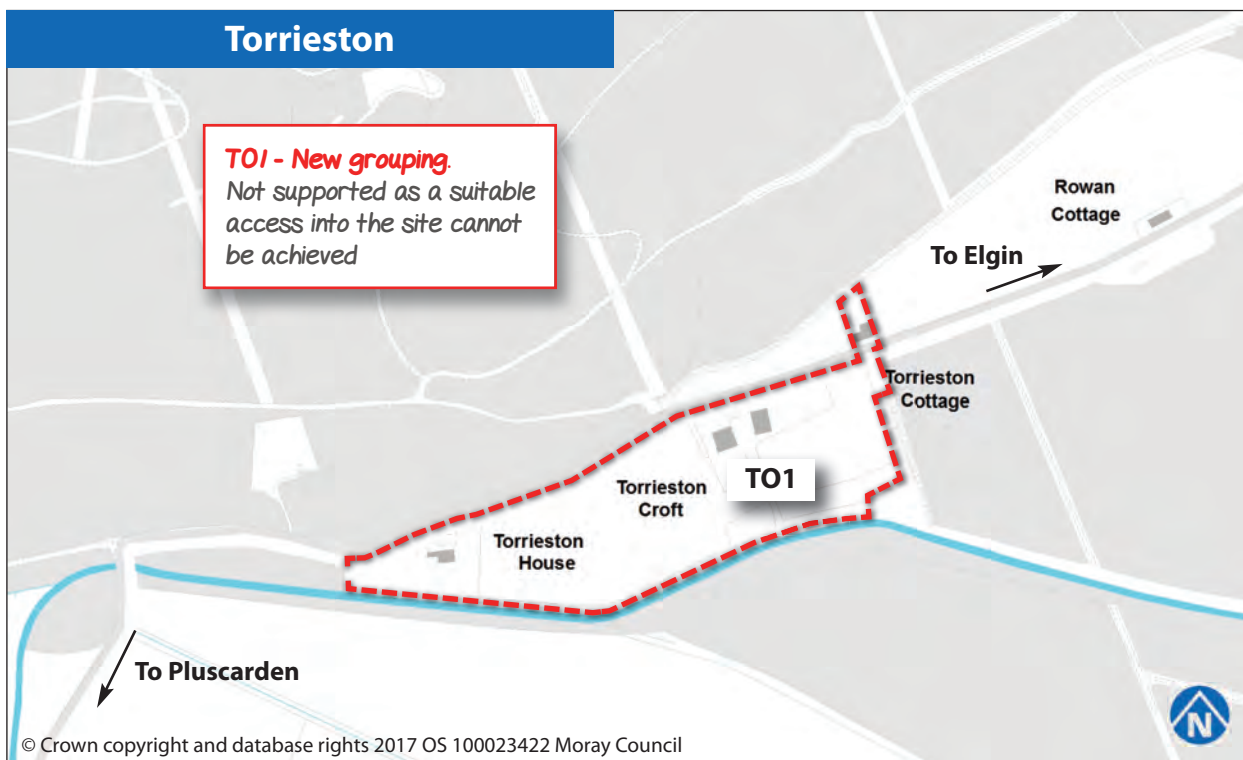 Torrieston
TO1 - New grouping.
Not supported as a suitable
access into the site cannot
be achieved
Rowan
Cottage
To Elgin
Torrieston
Cottage
TO1
Torrieston
Croft
Torrieston
House
To Pluscarden
N
© Crown copyright and database rights 2017 OS 100023422 Moray Council